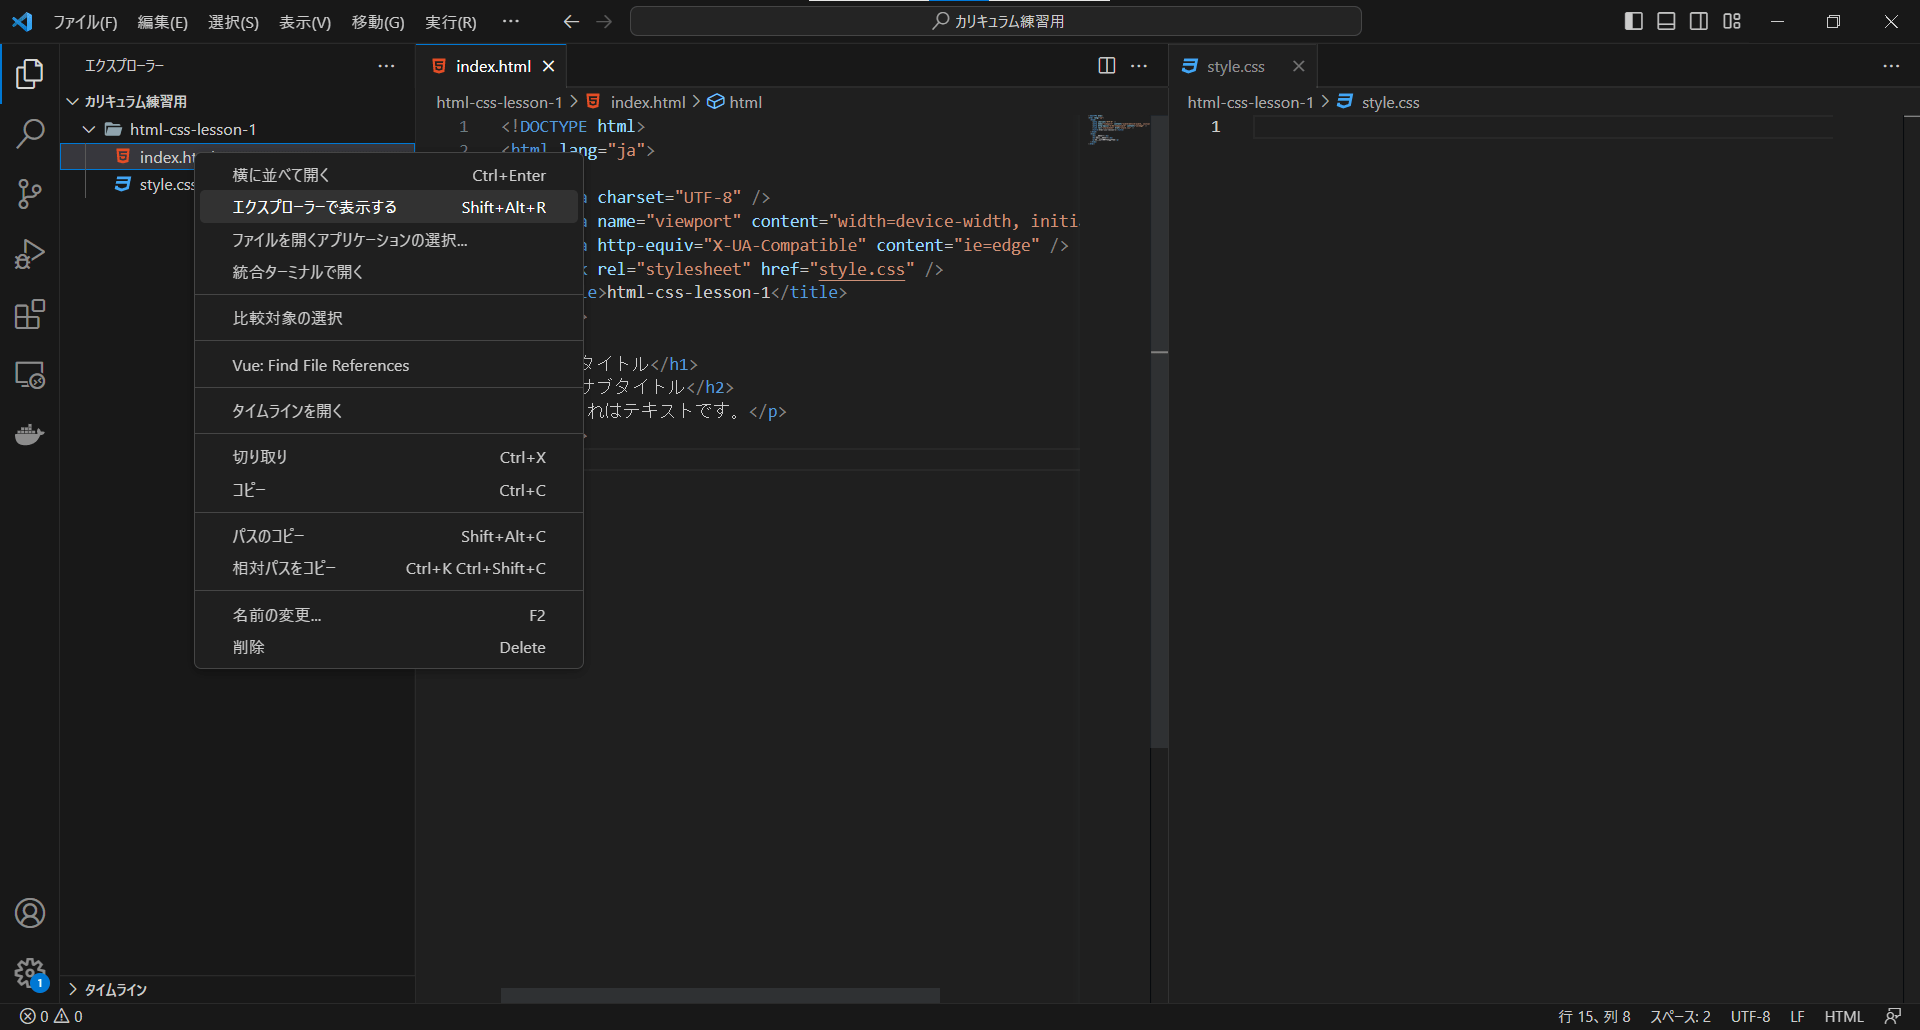 ファイル(F) 編集(E) 選択(S) 表示(V) 移動(G) 実行(R) ··· カリキュラム練習用
エクスプローラー ···
カリキュラム練習用
html-css-lesson-1
index.ht
style.css
横に並べて開く Ctrl+Enter
エクスプローラーで表示する Shift+Alt+R
ファイルを開くアプリケーションの選択...
統合ターミナルで開く
比較対象の選択
Vue: Find File References
タイムラインを開く
切り取り Ctrl+X
コピー Ctrl+C
パスのコピー Shift+Alt+C
相対パスをコピー Ctrl+K Ctrl+Shift+C
名前の変更... F2
削除 Delete
タイムライン
index.html
html-css-lesson-1 > index.html > html
1 <!DOCTYPE html>
2 <html lang="ja">
a charset="UTF-8" />
a name="viewport" content="width=device-width, initi
a http-equiv="X-UA-Compatible" content="ie=edge" />
k rel="stylesheet" href="style.css" />
le>html-css-lesson-1</title>
>
タイトル</h1>
サブタイトル</h2>
れはテキストです。</p>
>
style.css
html-css-lesson-1 > style.css
1
1
0 0 行 15、列 8 スペース: 2 UTF-8 LF HTML